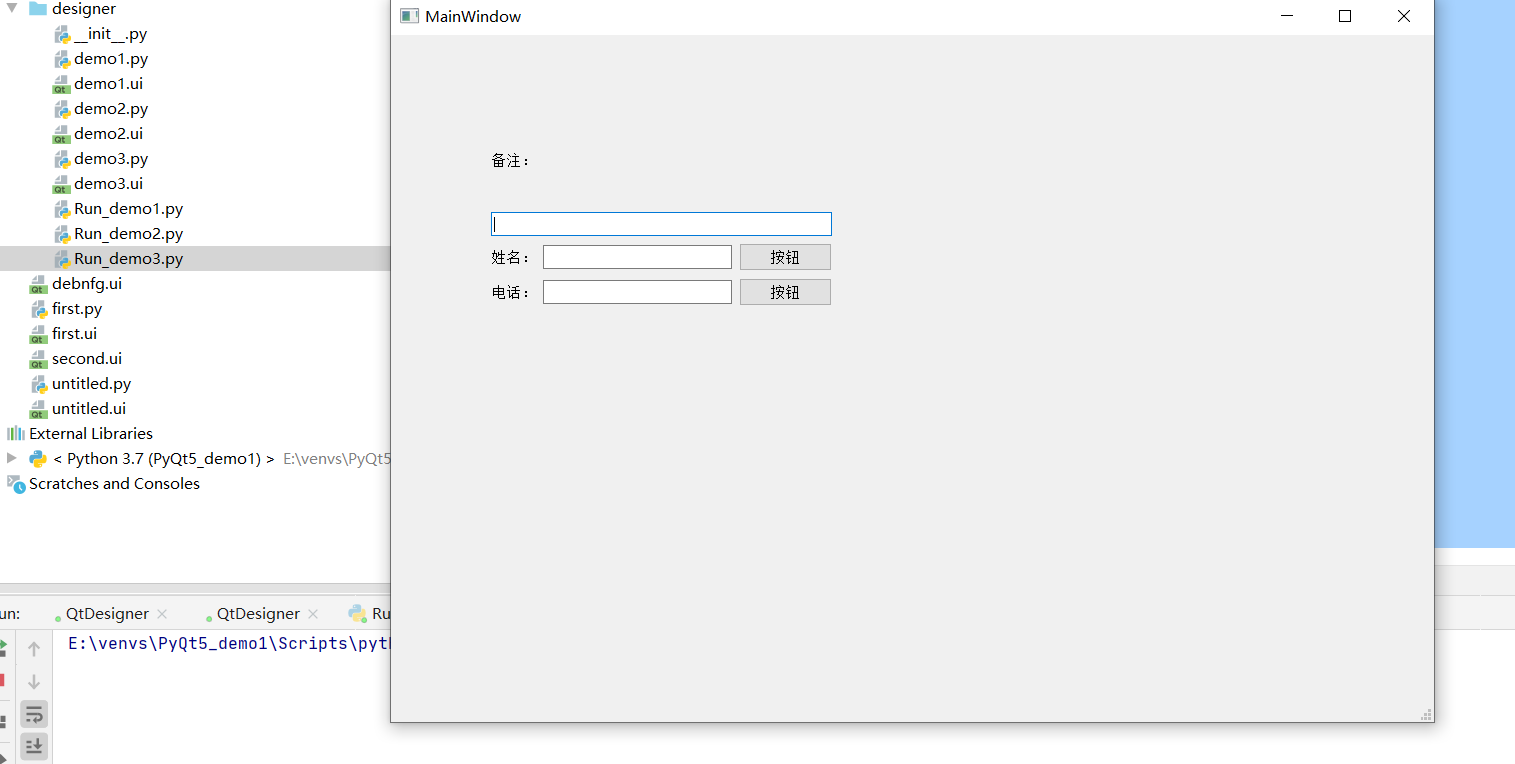 designer
__init__.py
demo1.py
demo1.ui
demo2.py
demo2.ui
demo3.py
demo3.ui
Run_demo1.py
Run_demo2.py
Run_demo3.py
debnfg.ui
first.py
first.ui
second.ui
untitled.py
untitled.ui
External Libraries
< Python 3.7 (PyQt5_demo1) > E:\venvs\PyQt5
Scratches and Consoles
MainWindow
备注：
姓名： 按钮
电话： 按钮
un: QtDesigner QtDesigner Ru
E:\venvs\PyQt5_demo1\Scripts\pyth